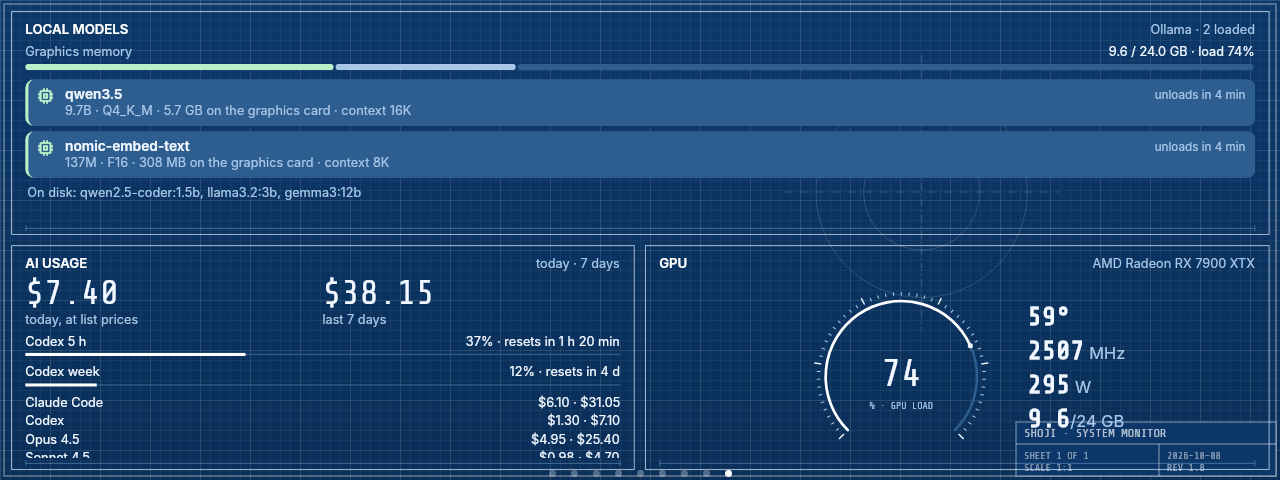 LOCAL MODELS
Ollama · 2 loaded
Graphics memory
9.6 / 24.0 GB · load 74%
qwen3.5
unloads in 4 min
9.7B · Q4_K_M · 5.7 GB on the graphics card · context 16K
nomic-embed-text
unloads in 4 min
137M · F16 · 308 MB on the graphics card · context 8K
On disk: qwen2.5-coder:1.5b, llama3.2:3b, gemma3:12b
AI USAGE
today · 7 days
$7.40
$38.15
today, at list prices
last 7 days
Codex 5 h
37% · resets in 1 h 20 min
Codex week
12% · resets in 4 d
Claude Code
$6.10 · $31.05
Codex
$1.30 · $7.10
Opus 4.5
$4.95 · $25.40
Sonnet 4.5
$0.98 · $4.70
GPU
AMD Radeon RX 7900 XTX
74
% · GPU LOAD
59°
2507 MHz
295 W
9.6/24 GB
SHOJI · SYSTEM MONITOR
SHEET 1 OF 1
2026-10-08
SCALE 1:1
REV 1.8